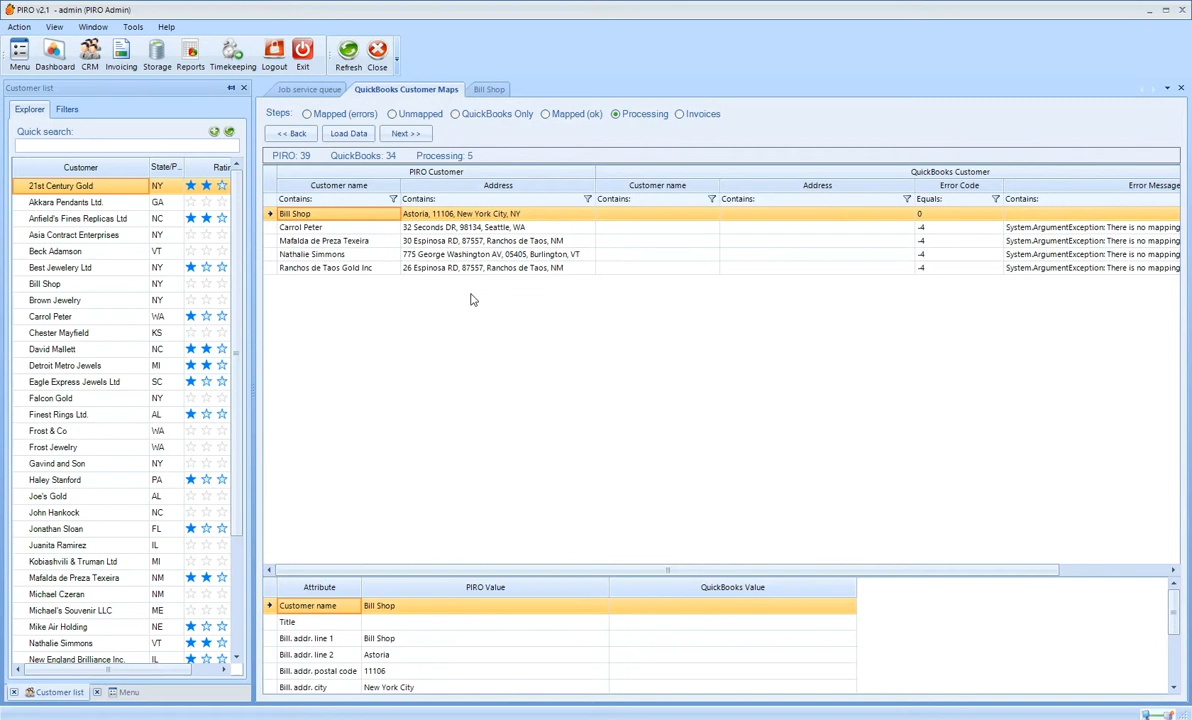 PIRO v2.1 - admin (PIRO Admin)
Action View Window Tools Help
Menu Dashboard CRM Invoicing Storage Reports Timekeeping Logout Exit Refresh Close
Customer list
Job service queue QuickBooks Customer Maps Bill Shop
Explorer Filters
Steps: Mapped (errors) Unmapped QuickBooks Only Mapped (ok) Processing Invoices
Quick search:
<< Back Load Data Next >>
PIRO: 39 QuickBooks: 34 Processing: 5
Customer State/P... Ratir
PIRO Customer QuickBooks Customer
Customer name Address Customer name Address Error Code Error Message
Contains: Contains: Contains: Contains: Equals: Contains:
Bill Shop Astoria, 11106, New York City, NY 0
Carrol Peter 32 Seconds DR, 98134, Seattle, WA -4 System.ArgumentException: There is no mapping
Mafalda de Preza Texeira 30 Espinosa RD, 87557, Ranchos de Taos, NM -4 System.ArgumentException: There is no mapping
Nathalie Simmons 775 George Washington AV, 05405, Burlington, VT -4 System.ArgumentException: There is no mapping
Ranchos de Taos Gold Inc 26 Espinosa RD, 87557, Ranchos de Taos, NM -4 System.ArgumentException: There is no mapping
21st Century Gold NY
Akkara Pendants Ltd. GA
Anfield's Fines Replicas Ltd NC
Asia Contract Enterprises NY
Beck Adamson VT
Best Jewelery Ltd NY
Bill Shop NY
Brown Jewelry NY
Carrol Peter WA
Chester Mayfield KS
David Mallett NC
Detroit Metro Jewels MI
Eagle Express Jewels Ltd SC
Falcon Gold NY
Finest Rings Ltd. AL
Frost & Co WA
Frost Jewelry WA
Gavind and Son NY
Haley Stanford PA
Joe's Gold AL
John Hancock NC
Jonathan Sloan FL
Juanita Ramirez IL
Kobiashvili & Truman Ltd MI
Mafalda de Preza Texeira NM
Michael Czeran NM
Michael's Souvenir LLC ME
Mike Air Holding NE
Nathalie Simmons VT
New England Brilliance Inc. IL
Attribute PIRO Value QuickBooks Value
Customer name Bill Shop
Title
Bill. addr. line 1 Bill Shop
Bill. addr. line 2 Astoria
Bill. addr. postal code 11106
Bill. addr. city New York City
Customer list Menu